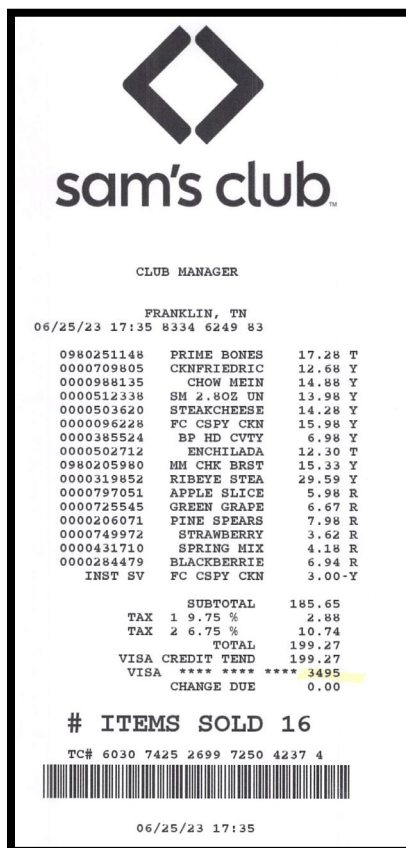 sam's club™
CLUB MANAGER
FRANKLIN, TN
06/25/23 17:35 8334 6249 83
0980251148 PRIME BONES 17.28 T
0000709805 CKNFRIEDRIC 12.68 Y
0000988135 CHOW MEIN 14.88 Y
0000512338 SM 2.8OZ UN 13.98 Y
0000503620 STEAKCHEESE 14.28 Y
0000096228 FC CSPY CKN 15.98 Y
0000385524 BP HD CVTY 6.98 Y
0000502712 ENCHILADA 12.30 T
0980205980 MM CHK BRST 15.33 Y
0000319852 RIBEYE STEA 29.59 Y
0000797051 APPLE SLICE 5.98 R
0000725545 GREEN GRAPE 6.67 R
0000206071 PINE SPEARS 7.98 R
0000749972 STRAWBERRY 3.62 R
0000431710 SPRING MIX 4.18 R
0000284479 BLACKBERRIE 6.94 R
INST SV FC CSPY CKN 3.00-Y
SUBTOTAL 185.65
TAX 1 9.75 % 2.88
TAX 2 6.75 % 10.74
TOTAL 199.27
VISA CREDIT TEND 199.27
VISA **** **** **** 3495
CHANGE DUE 0.00
# ITEMS SOLD 16
TC# 6030 7425 2699 7250 4237 4
06/25/23 17:35